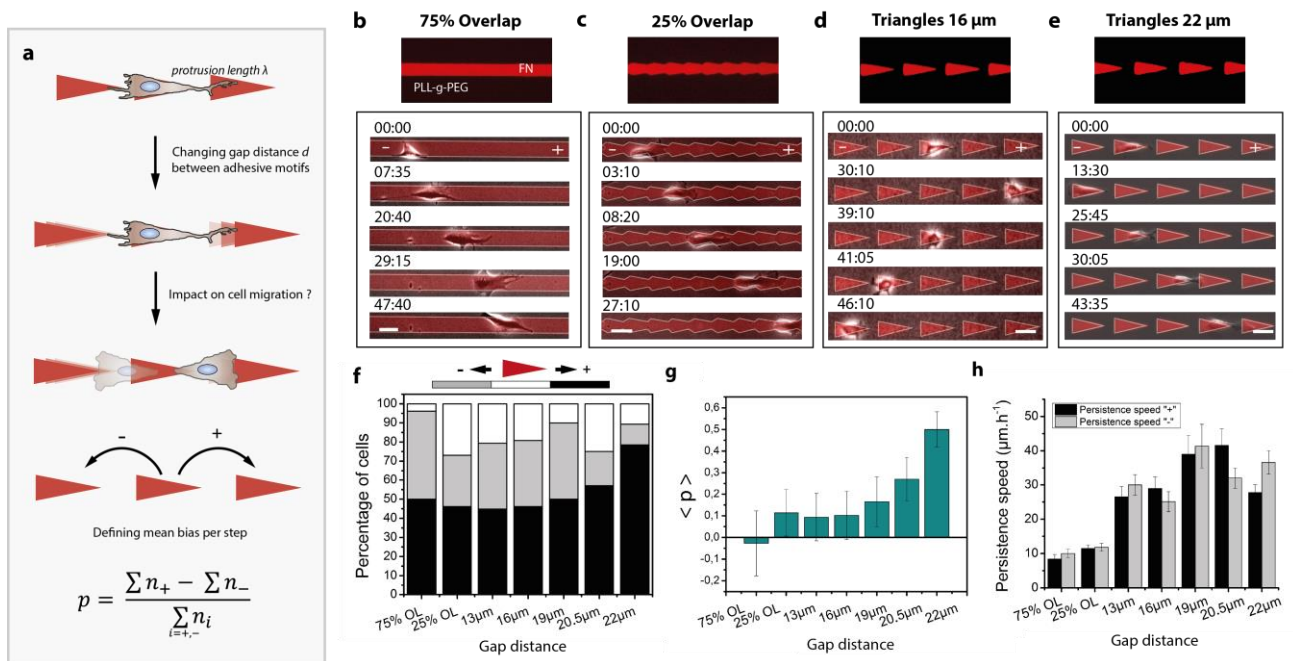 a
protrusion length λ
Changing gap distance d
between adhesive motifs
Impact on cell migration ?
- +
Defining mean bias per step
p = (∑ n₊ − ∑ n₋) / (∑ nᵢ)
i=+,-
b 75% Overlap
FN
PLL-g-PEG
00:00
- +
07:35
20:40
29:15
47:40
c 25% Overlap
00:00
- +
03:10
08:20
19:00
27:10
d Triangles 16 µm
00:00
- +
30:10
39:10
41:05
46:10
e Triangles 22 µm
00:00
- +
13:30
25:45
30:05
43:35
f
- +
Percentage of cells
100
90
80
70
60
50
40
30
20
10
0
75% OL
25% OL
13µm
16µm
19µm
20.5µm
22µm
Gap distance
g
< p >
0,6
0,5
0,4
0,3
0,2
0,1
0,0
-0,1
0,2
75% OL
25% OL
13µm
16µm
19µm
20.5µm
22µm
Gap distance
h
Persistence speed "+"
Persistence speed "-"
Persistence speed (µm.h⁻¹)
50
40
30
20
10
0
75% OL
25% OL
13µm
16µm
19µm
20.5µm
22µm
Gap distance